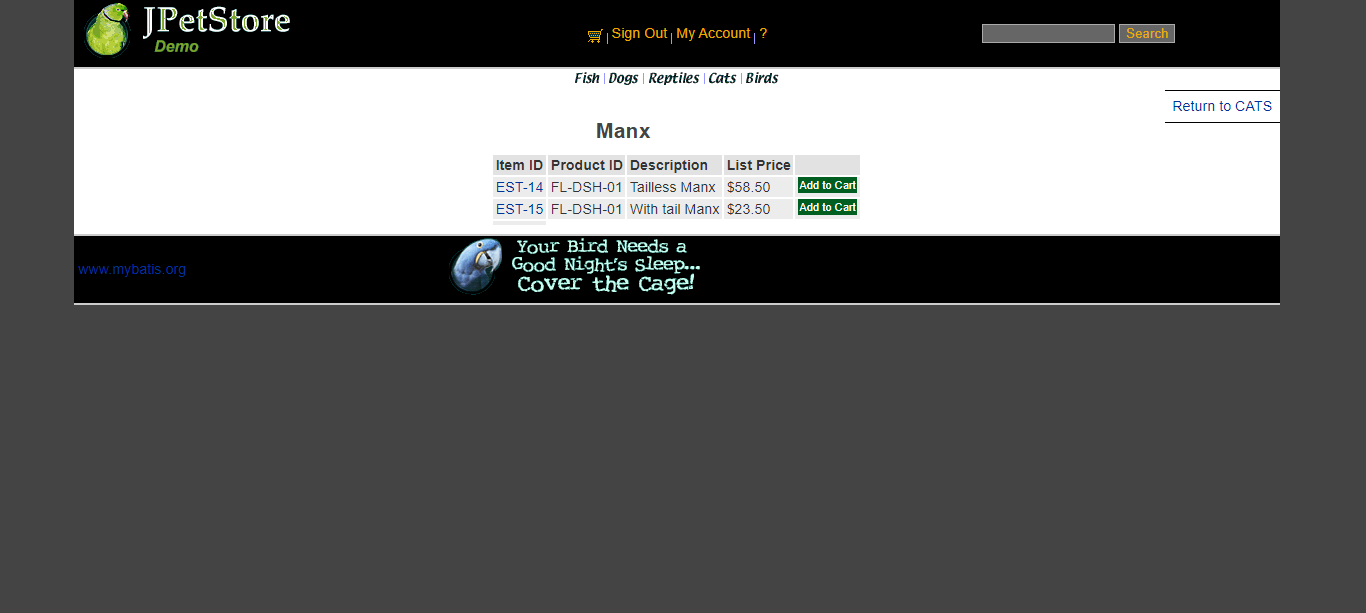 JPetStore
Demo
Sign Out | My Account | ?
Search
Fish | Dogs | Reptiles | Cats | Birds
Return to CATS
Manx
Item ID Product ID Description List Price
EST-14 FL-DSH-01 Tailless Manx $58.50 Add to Cart
EST-15 FL-DSH-01 With tail Manx $23.50 Add to Cart
www.mybatis.org
Your Bird Needs a
Good Night's Sleep...
Cover the Cage!